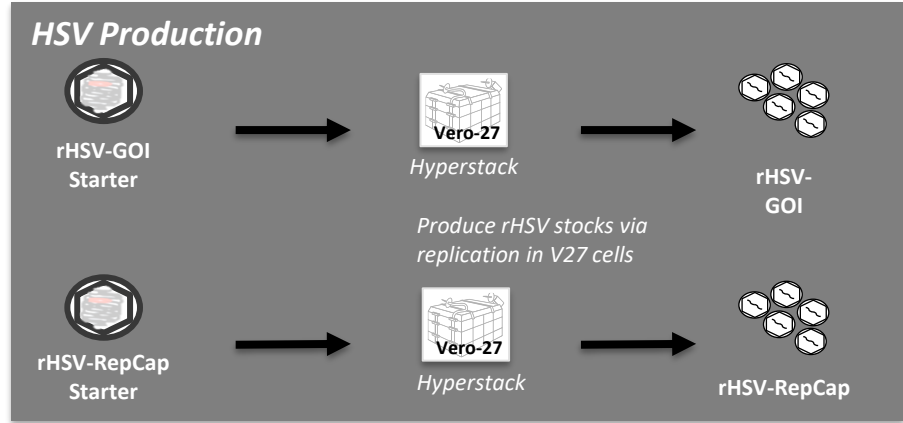 HSV Production
rHSV-GOI
Starter
Vero-27
Hyperstack
rHSV-
GOI
Produce rHSV stocks via
replication in V27 cells
rHSV-RepCap
Starter
Vero-27
Hyperstack
rHSV-RepCap